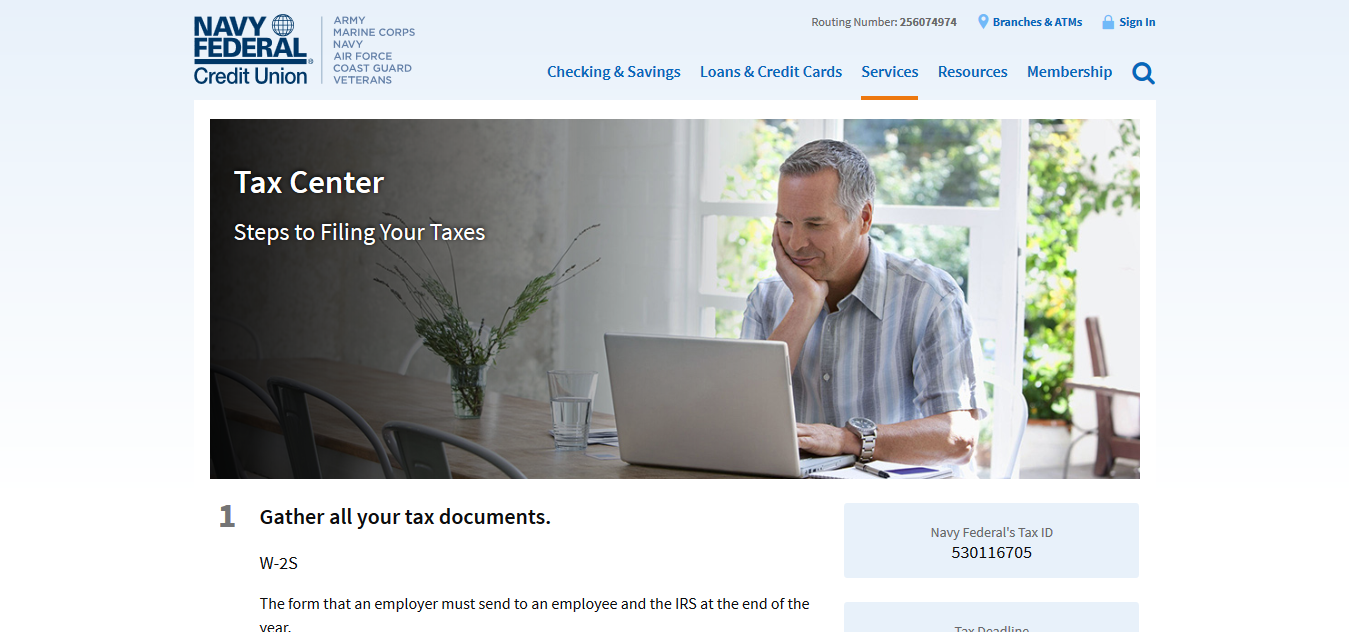 NAVY
FEDERAL®
Credit Union
ARMY
MARINE CORPS
NAVY
AIR FORCE
COAST GUARD
VETERANS
Routing Number: 256074974
Branches & ATMs
Sign In
Checking & Savings
Loans & Credit Cards
Services
Resources
Membership
Tax Center
Steps to Filing Your Taxes
1 Gather all your tax documents.
W-2S
The form that an employer must send to an employee and the IRS at the end of the
year.
Navy Federal's Tax ID
530116705
Tax Deadline